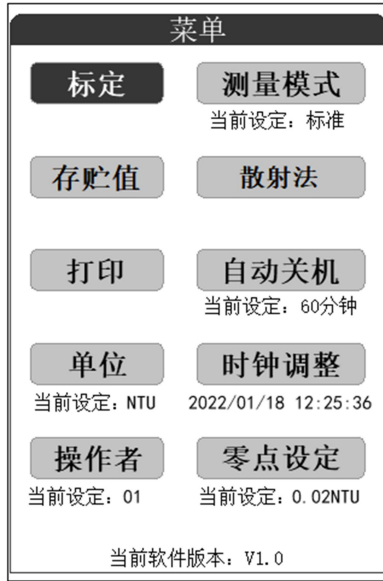 菜单
标定 测量模式
当前设定：标准
存贮值 散射法
打印 自动关机
当前设定：60分钟
单位 时钟调整
当前设定：NTU 2022/01/18 12:25:36
操作者 零点设定
当前设定：01 当前设定：0.02NTU
当前软件版本：V1.0